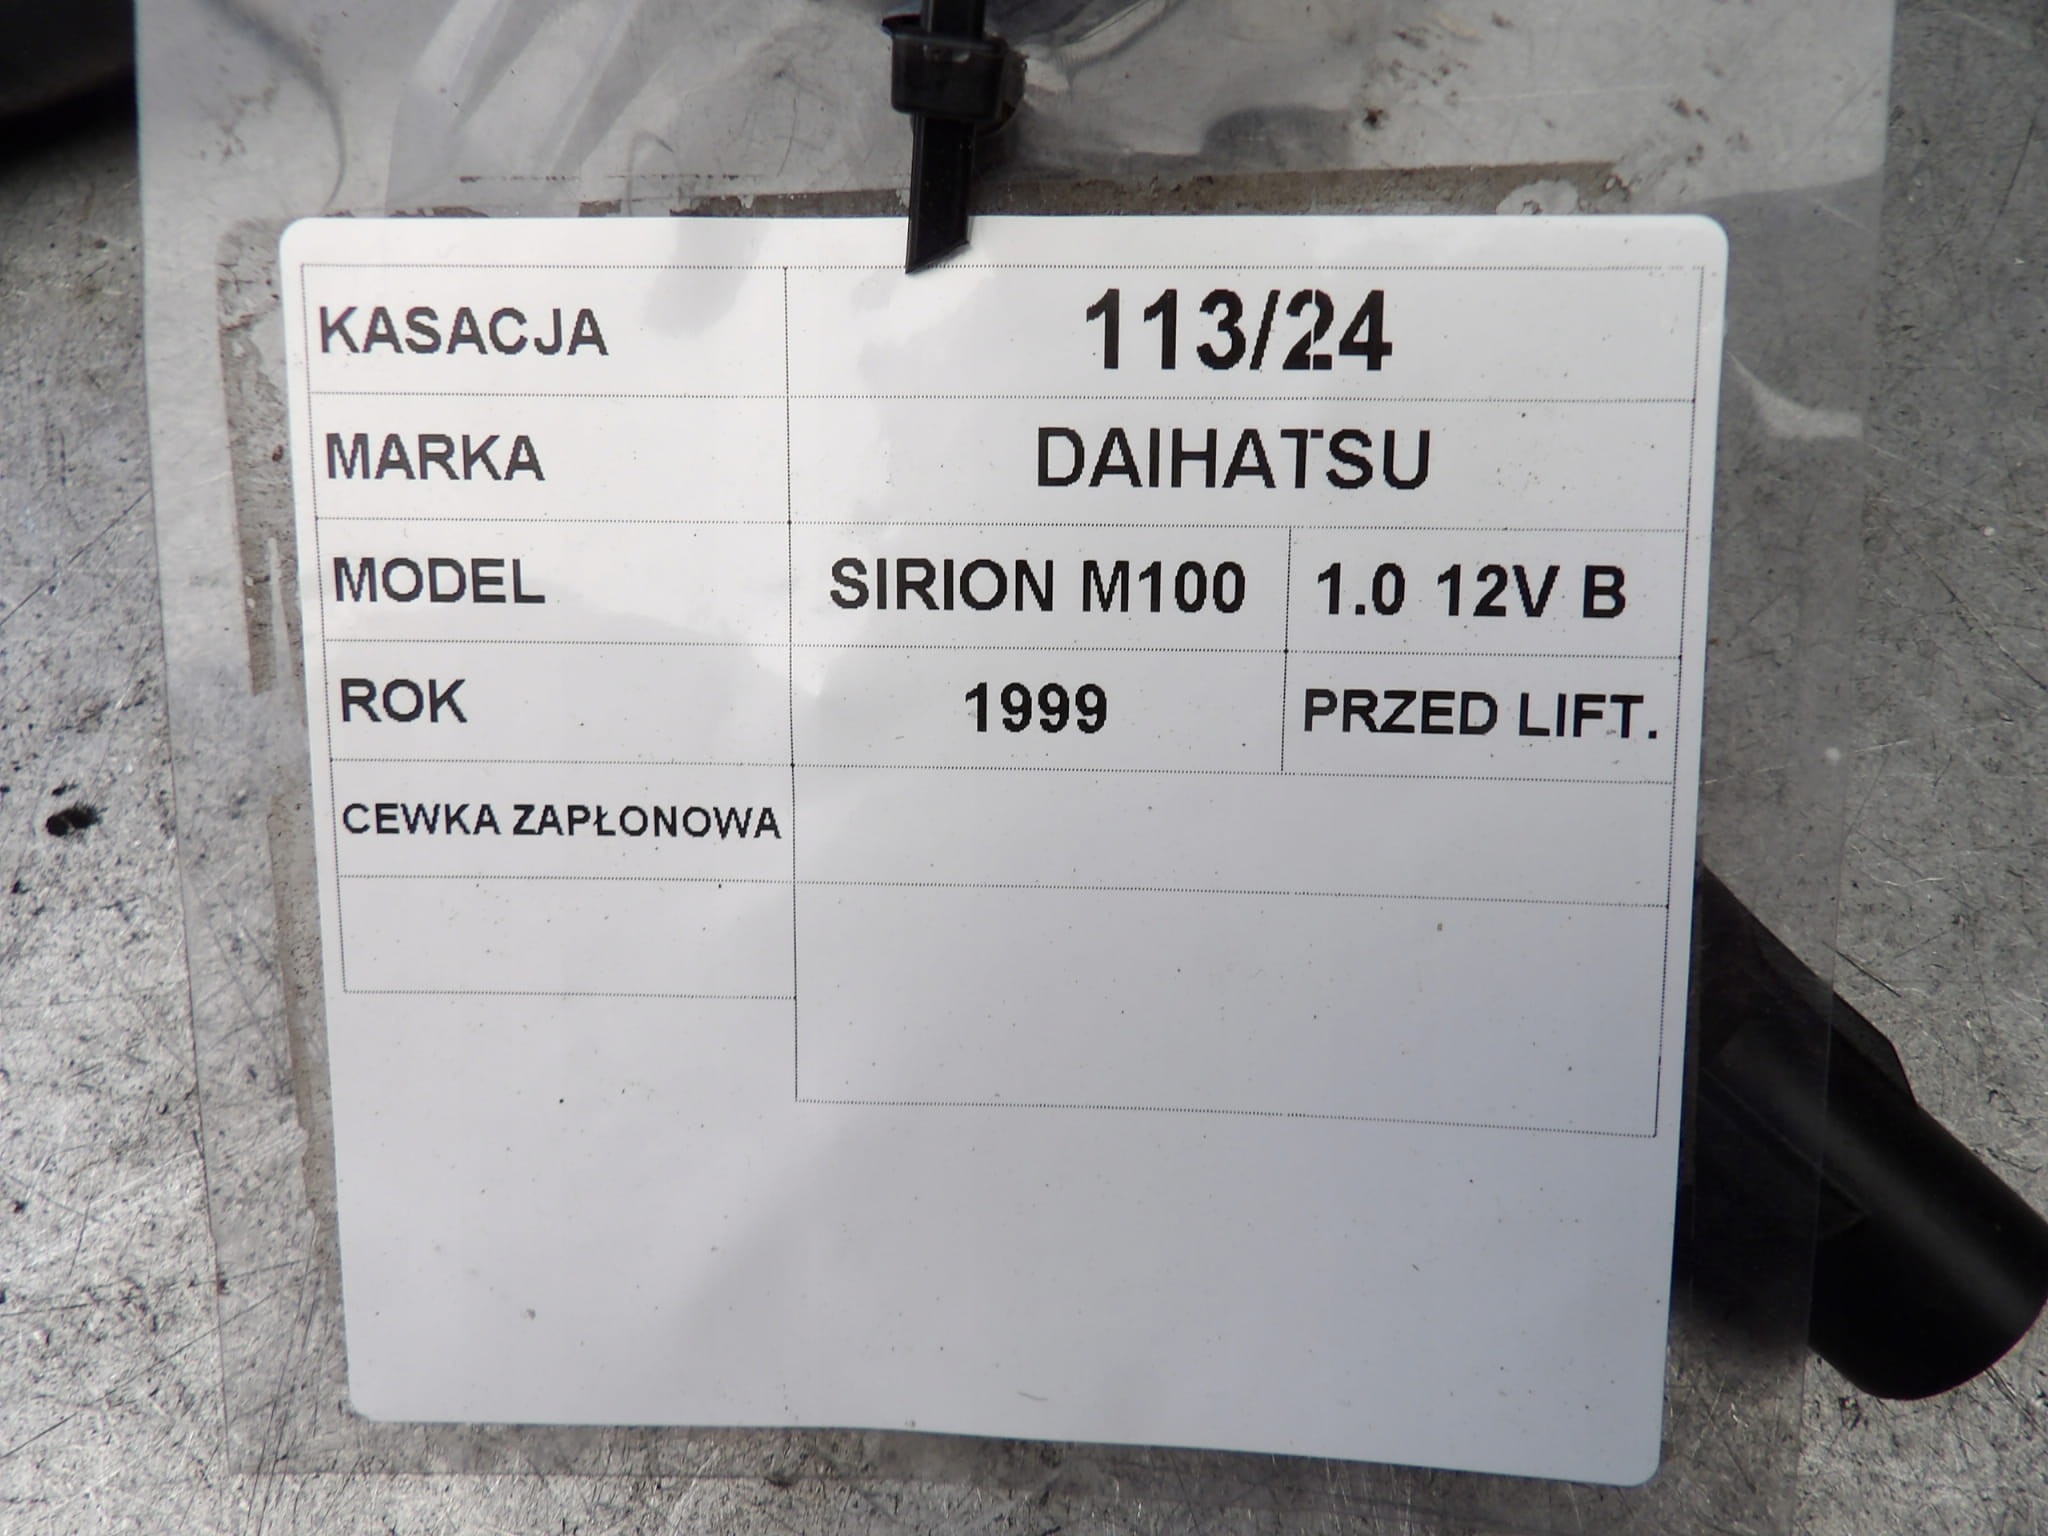 KASACJA 113/24
MARKA DAIHATSU
MODEL SIRION M100 1.0 12V B
ROK 1999 PRZED LIFT.
CEWKA ZAPŁONOWA